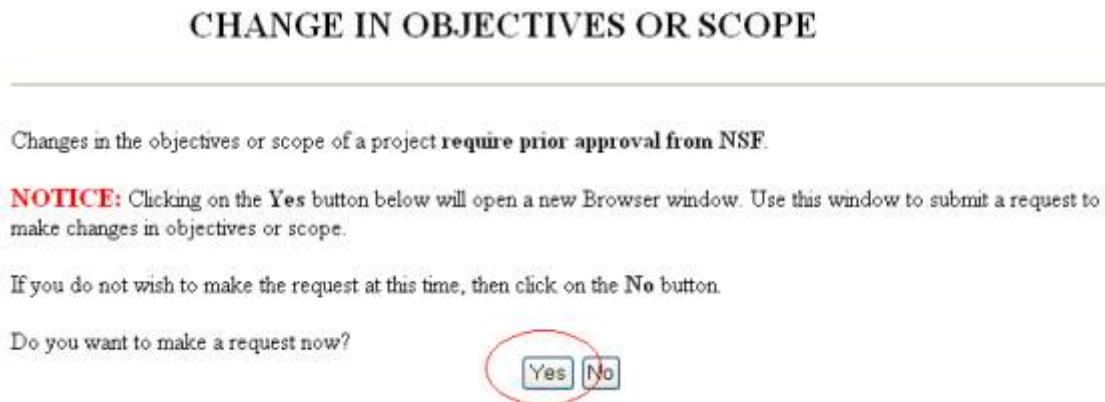 CHANGE IN OBJECTIVES OR SCOPE
Changes in the objectives or scope of a project require prior approval from NSF.
NOTICE: Clicking on the Yes button below will open a new Browser window. Use this window to submit a request to
make changes in objectives or scope.
If you do not wish to make the request at this time, then click on the No button.
Do you want to make a request now?
Yes No